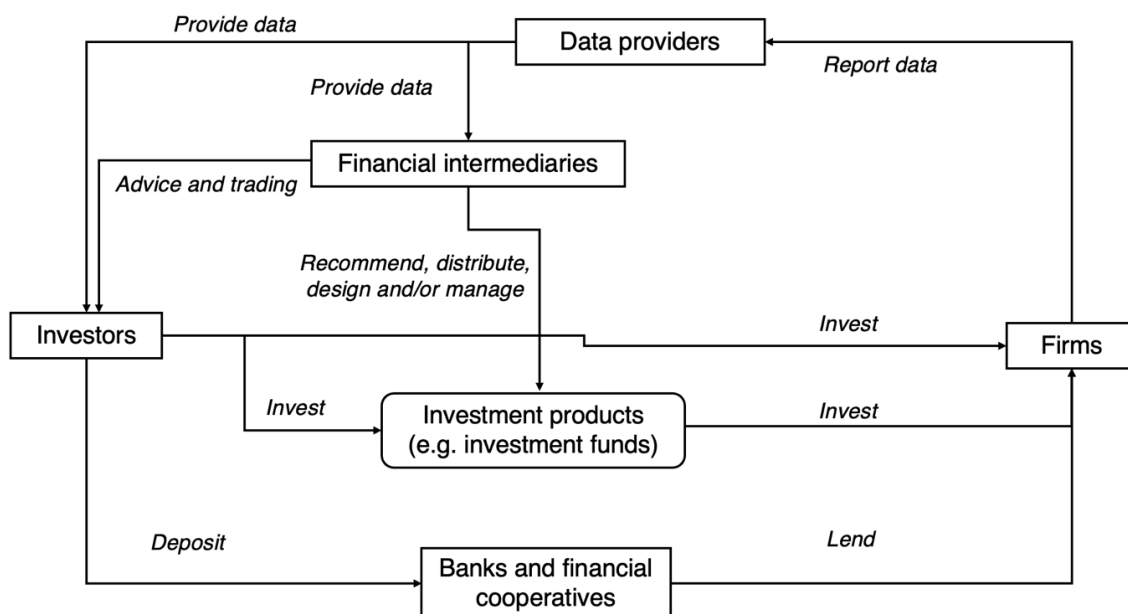 Provide data
Data providers
Report data
Provide data
Financial intermediaries
Advice and trading
Recommend, distribute,
design and/or manage
Investors
Invest
Firms
Invest
Investment products
(e.g. investment funds)
Invest
Deposit
Lend
Banks and financial
cooperatives